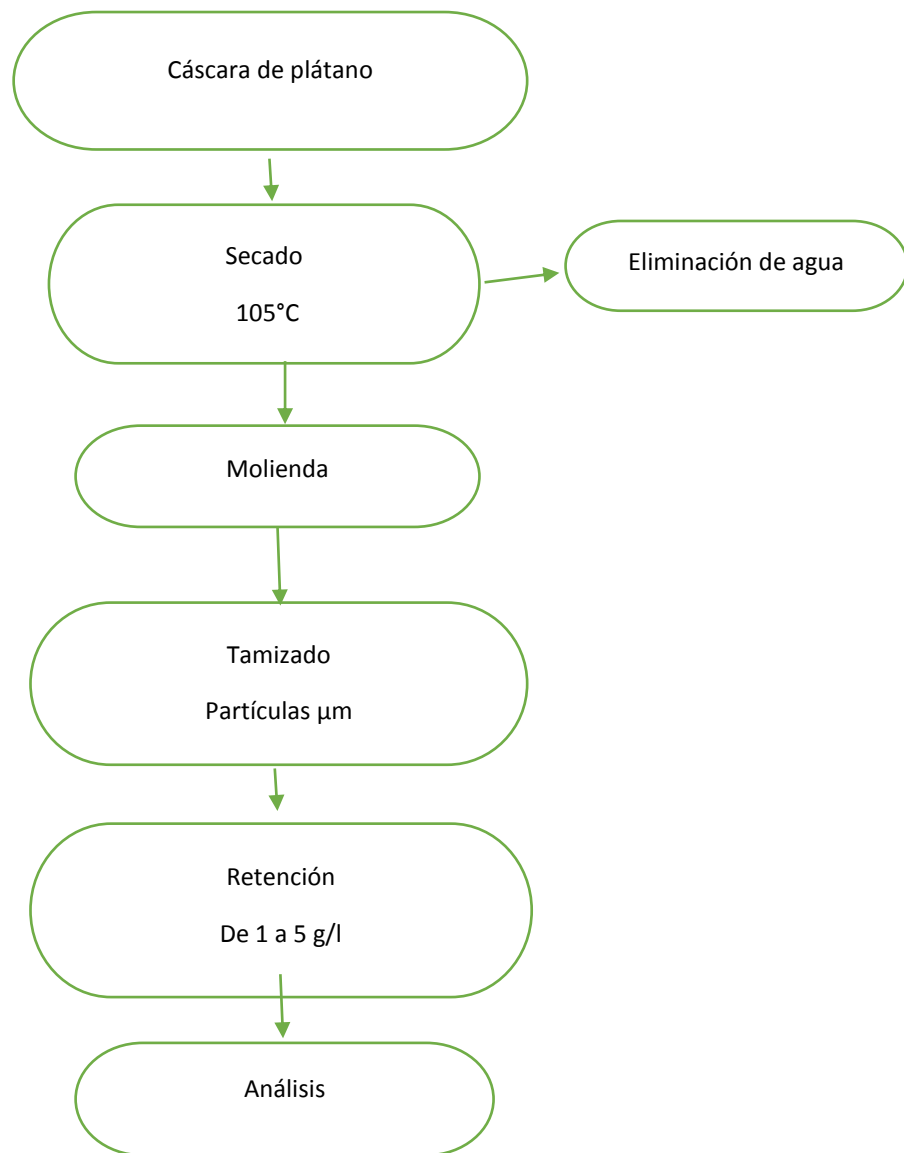 Cáscara de plátano
Secado
105°C
Eliminación de agua
Molienda
Tamizado
Partículas µm
Retención
De 1 a 5 g/l
Análisis